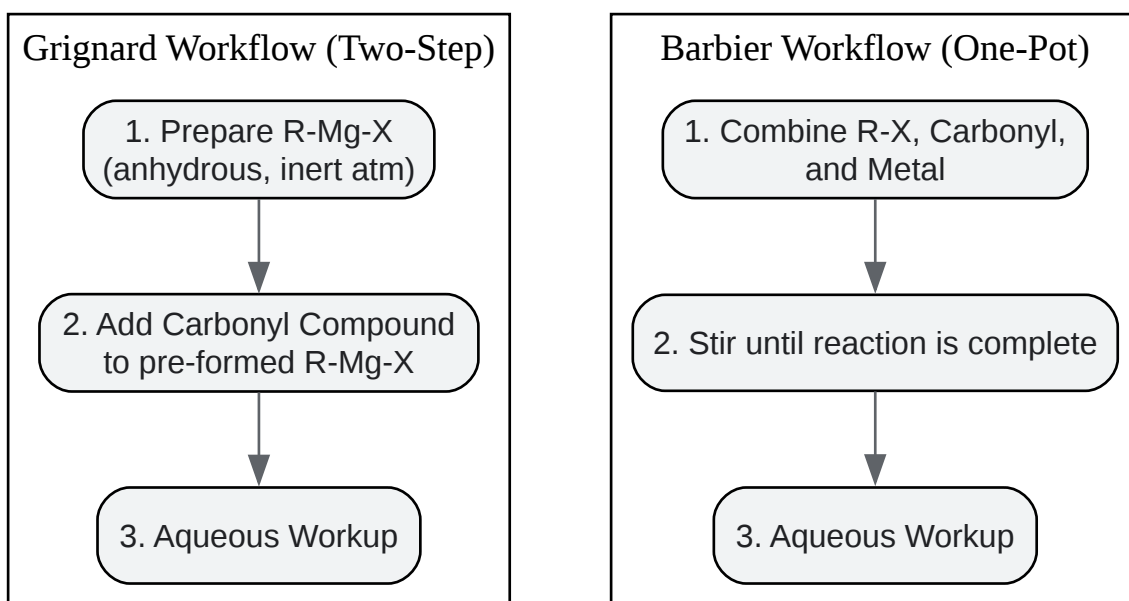 Grignard Workflow (Two-Step)
1. Prepare R-Mg-X
(anhydrous, inert atm)
2. Add Carbonyl Compound
to pre-formed R-Mg-X
3. Aqueous Workup
Barbier Workflow (One-Pot)
1. Combine R-X, Carbonyl,
and Metal
2. Stir until reaction is complete
3. Aqueous Workup